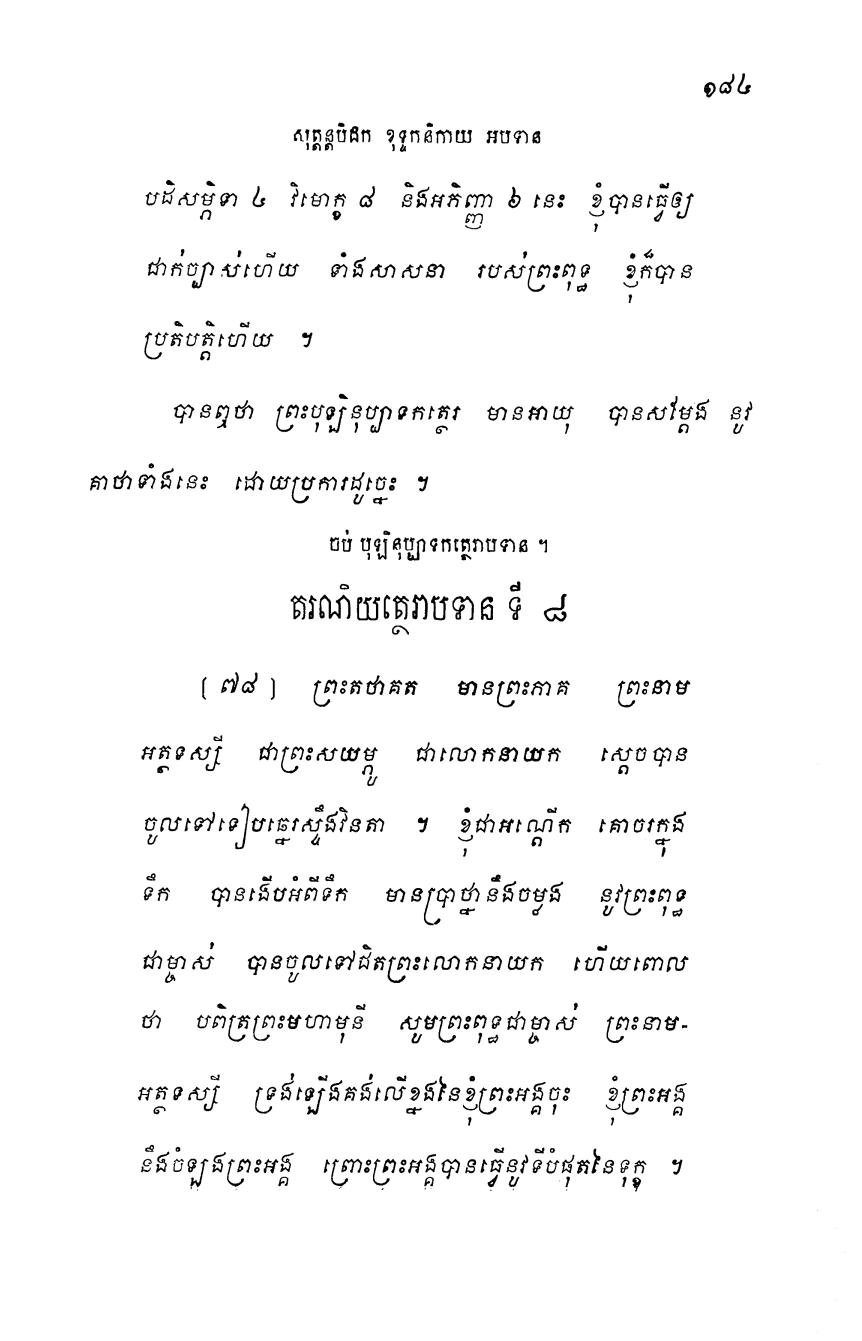 ១៨៤
សុត្តន្តបិដក ខុទ្ទកនិកាយ អបទាន
បដិសម្ភិទា ៤ វិមោក្ខ ៨ និងអភិញ្ញា ៦ នេះ ខ្ញុំបានធ្វើឲ្យ
ជាក់ច្បាស់ហើយ ទាំងសាសនា របស់ព្រះពុទ្ធ ខ្ញុំក៏បាន
ប្រតិបត្តិហើយ ។
បានឮថា ព្រះបុឡិនុប្បាទកត្ថេរ មានអាយុ បានសម្ដែង នូវ
គាថាទាំងនេះ ដោយប្រការដូច្នេះ ។
ចប់ បុឡិនុប្បាទកត្ថេរាបទាន ។
តរណិយត្ថេរាបទាន ទី ៨
[ ៧៨ ] ព្រះតថាគត មានព្រះភាគ ព្រះនាម
អត្ថទស្សី ជាព្រះសយម្ភូ ជាលោកនាយក ស្ដេចបាន
ចូលទៅទៀបឆ្នេរស្ទឹងវិនតា ។ ខ្ញុំជាអណ្ដើក គោចរក្នុង
ទឹក បានងើបអំពីទឹក មានប្រាថ្នានឹងចម្លង នូវព្រះពុទ្ធ
ជាម្ចាស់ បានចូលទៅជិតព្រះលោកនាយក ហើយពោល
ថា បពិត្រព្រះមហាមុនី សូមព្រះពុទ្ធជាម្ចាស់ ព្រះនាម-
អត្ថទស្សី ទ្រង់ឡើងគង់លើខ្នងនៃខ្ញុំព្រះអង្គចុះ ខ្ញុំព្រះអង្គ
នឹងចំឡងព្រះអង្គ ព្រោះព្រះអង្គបានធ្វើនូវទីបំផុតនៃទុក្ខ ។